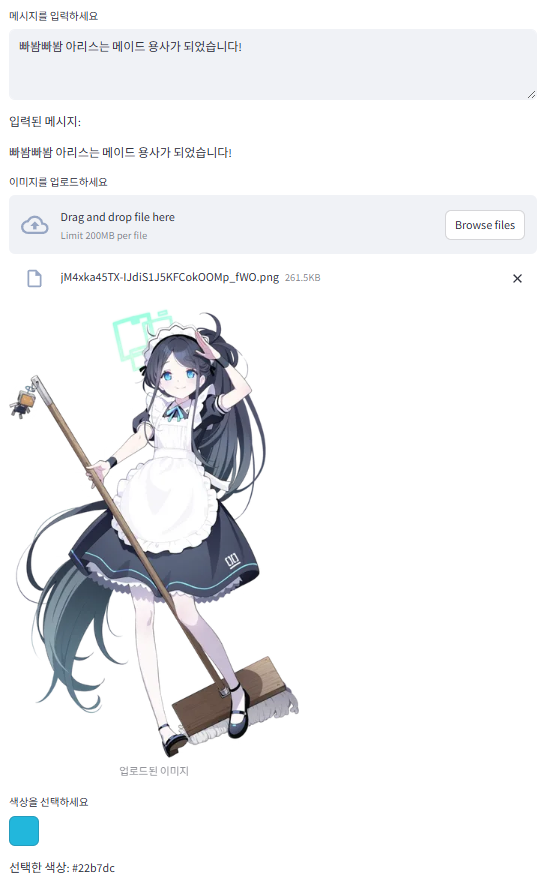 메시지를 입력하세요
빠밤빠밤 아리스는 메이드 용사가 되었습니다!
입력된 메시지:
빠밤빠밤 아리스는 메이드 용사가 되었습니다!
이미지를 업로드하세요
Drag and drop file here
Limit 200MB per file
Browse files
jM4xka45TX-IJdiS1J5KFCokOOMp_fWO.png 261.5KB
업로드된 이미지
색상을 선택하세요
선택한 색상: #22b7dc